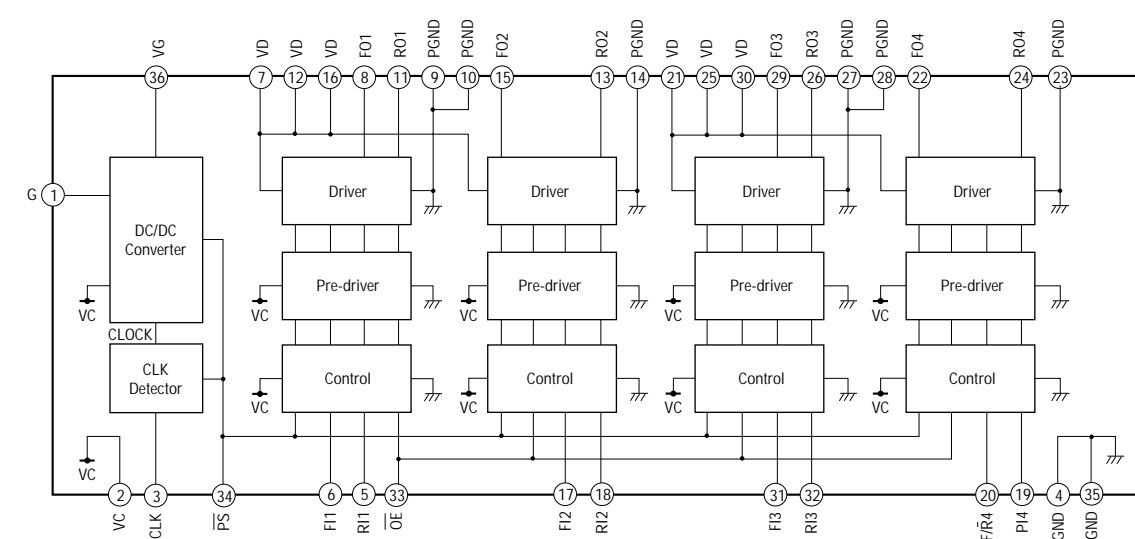 VG
VD
VD
VD
FO1
RO1
PGND
PGND
FO2
RO2
PGND
VD
VD
VD
FO3
RO3
PGND
PGND
FO4
RO4
PGND
36
7
12
16
8
11
9
10
15
13
14
21
25
30
29
26
27
28
22
24
23
G
1
DC/DC
Converter
VC
CLOCK
CLK
Detector
VC
Driver
Driver
Driver
Driver
Pre-driver
Pre-driver
Pre-driver
Pre-driver
VC
VC
VC
VC
Control
Control
Control
Control
VC
VC
VC
VC
2
3
34
6
5
33
17
18
31
32
20
19
4
35
VC
CLK
P̅S̅
FI1
RI1
O̅E̅
FI2
RI2
FI3
RI3
F/R̅4
PI4
GND
GND